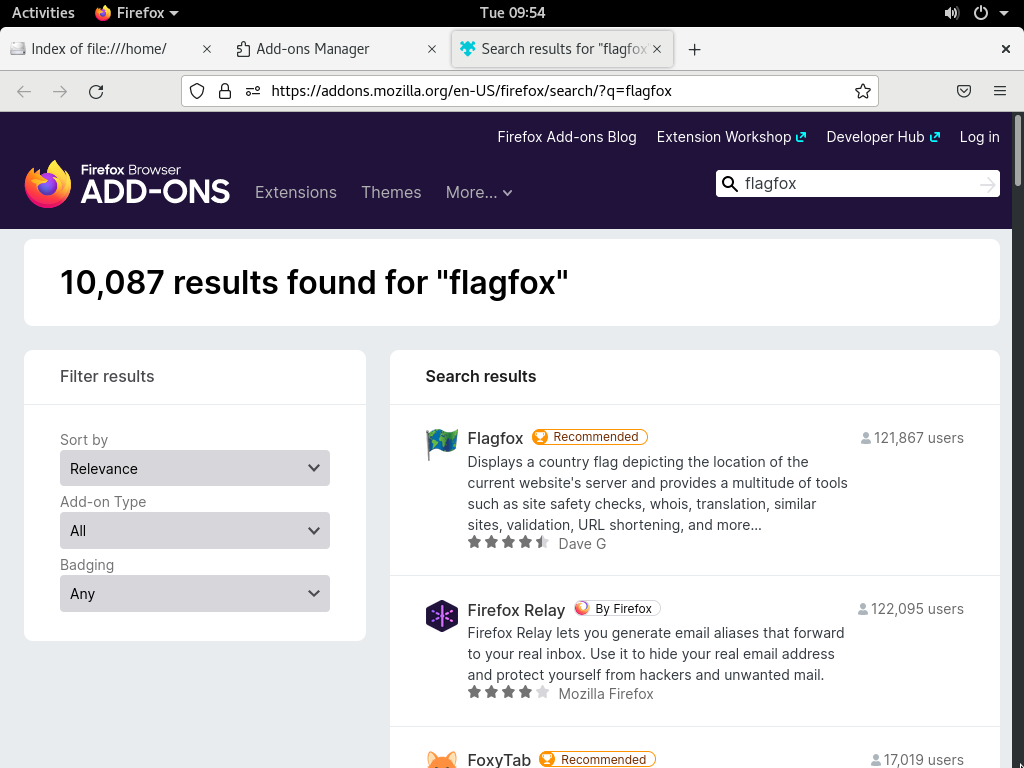 Activities Firefox Tue 09:54
Index of file:///home/ Add-ons Manager Search results for "flagfox
https://addons.mozilla.org/en-US/firefox/search/?q=flagfox
Firefox Add-ons Blog Extension Workshop Developer Hub Log in
Firefox Browser
ADD-ONS
Extensions Themes More... flagfox
10,087 results found for "flagfox"
Filter results
Sort by
Relevance
Add-on Type
All
Badging
Any
Search results
Flagfox Recommended 121,867 users
Displays a country flag depicting the location of the
current website's server and provides a multitude of tools
such as site safety checks, whois, translation, similar
sites, validation, URL shortening, and more...
Dave G
Firefox Relay By Firefox 122,095 users
Firefox Relay lets you generate email aliases that forward
to your real inbox. Use it to hide your real email address
and protect yourself from hackers and unwanted mail.
Mozilla Firefox
FoxyTab Recommended 17,019 users